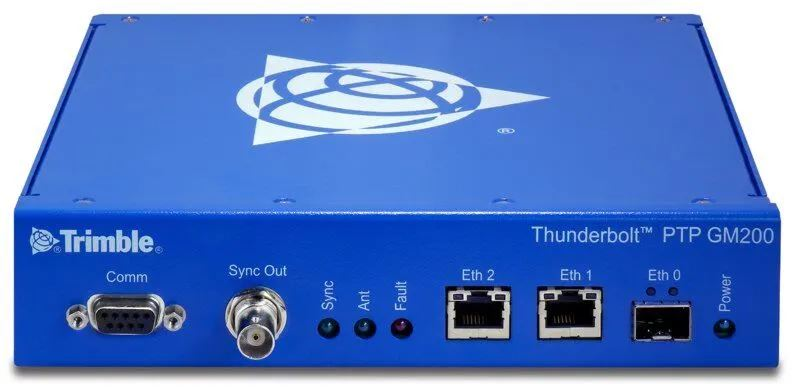 ®
Trimble®
Thunderbolt™ PTP GM200
Comm
Sync Out
Sync
Ant
Fault
Eth 2
Eth 1
Eth 0
Power